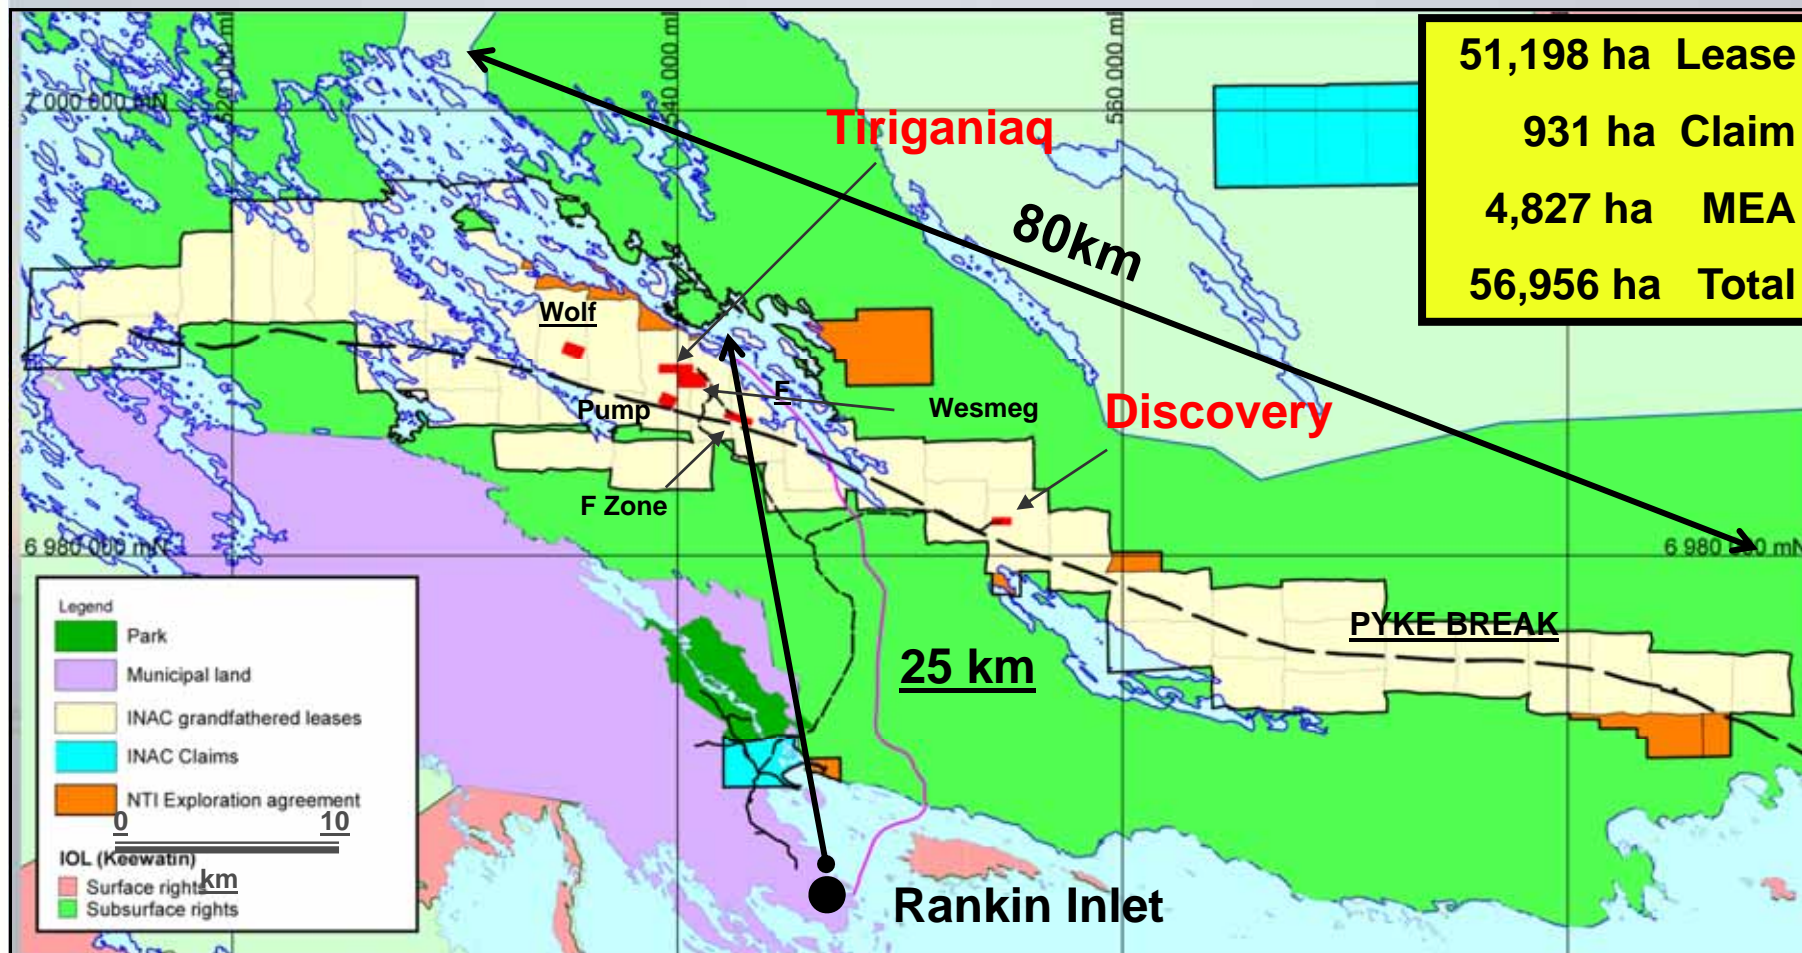 51,198 ha Lease
931 ha Claim
4,827 ha MEA
56,956 ha Total
7 000 000 mN
540 000 m
560 000 m
Tiriganiaq
80km
Wolf
Pump
F
Wesmeg
Discovery
F Zone
6 980 000 mN
6 980 000 mN
PYKE BREAK
25 km
Rankin Inlet
Legend
Park
Municipal land
INAC grandfathered leases
INAC Claims
NTI Exploration agreement
0 10
km
IOL (Keewatin)
Surface rights
Subsurface rights